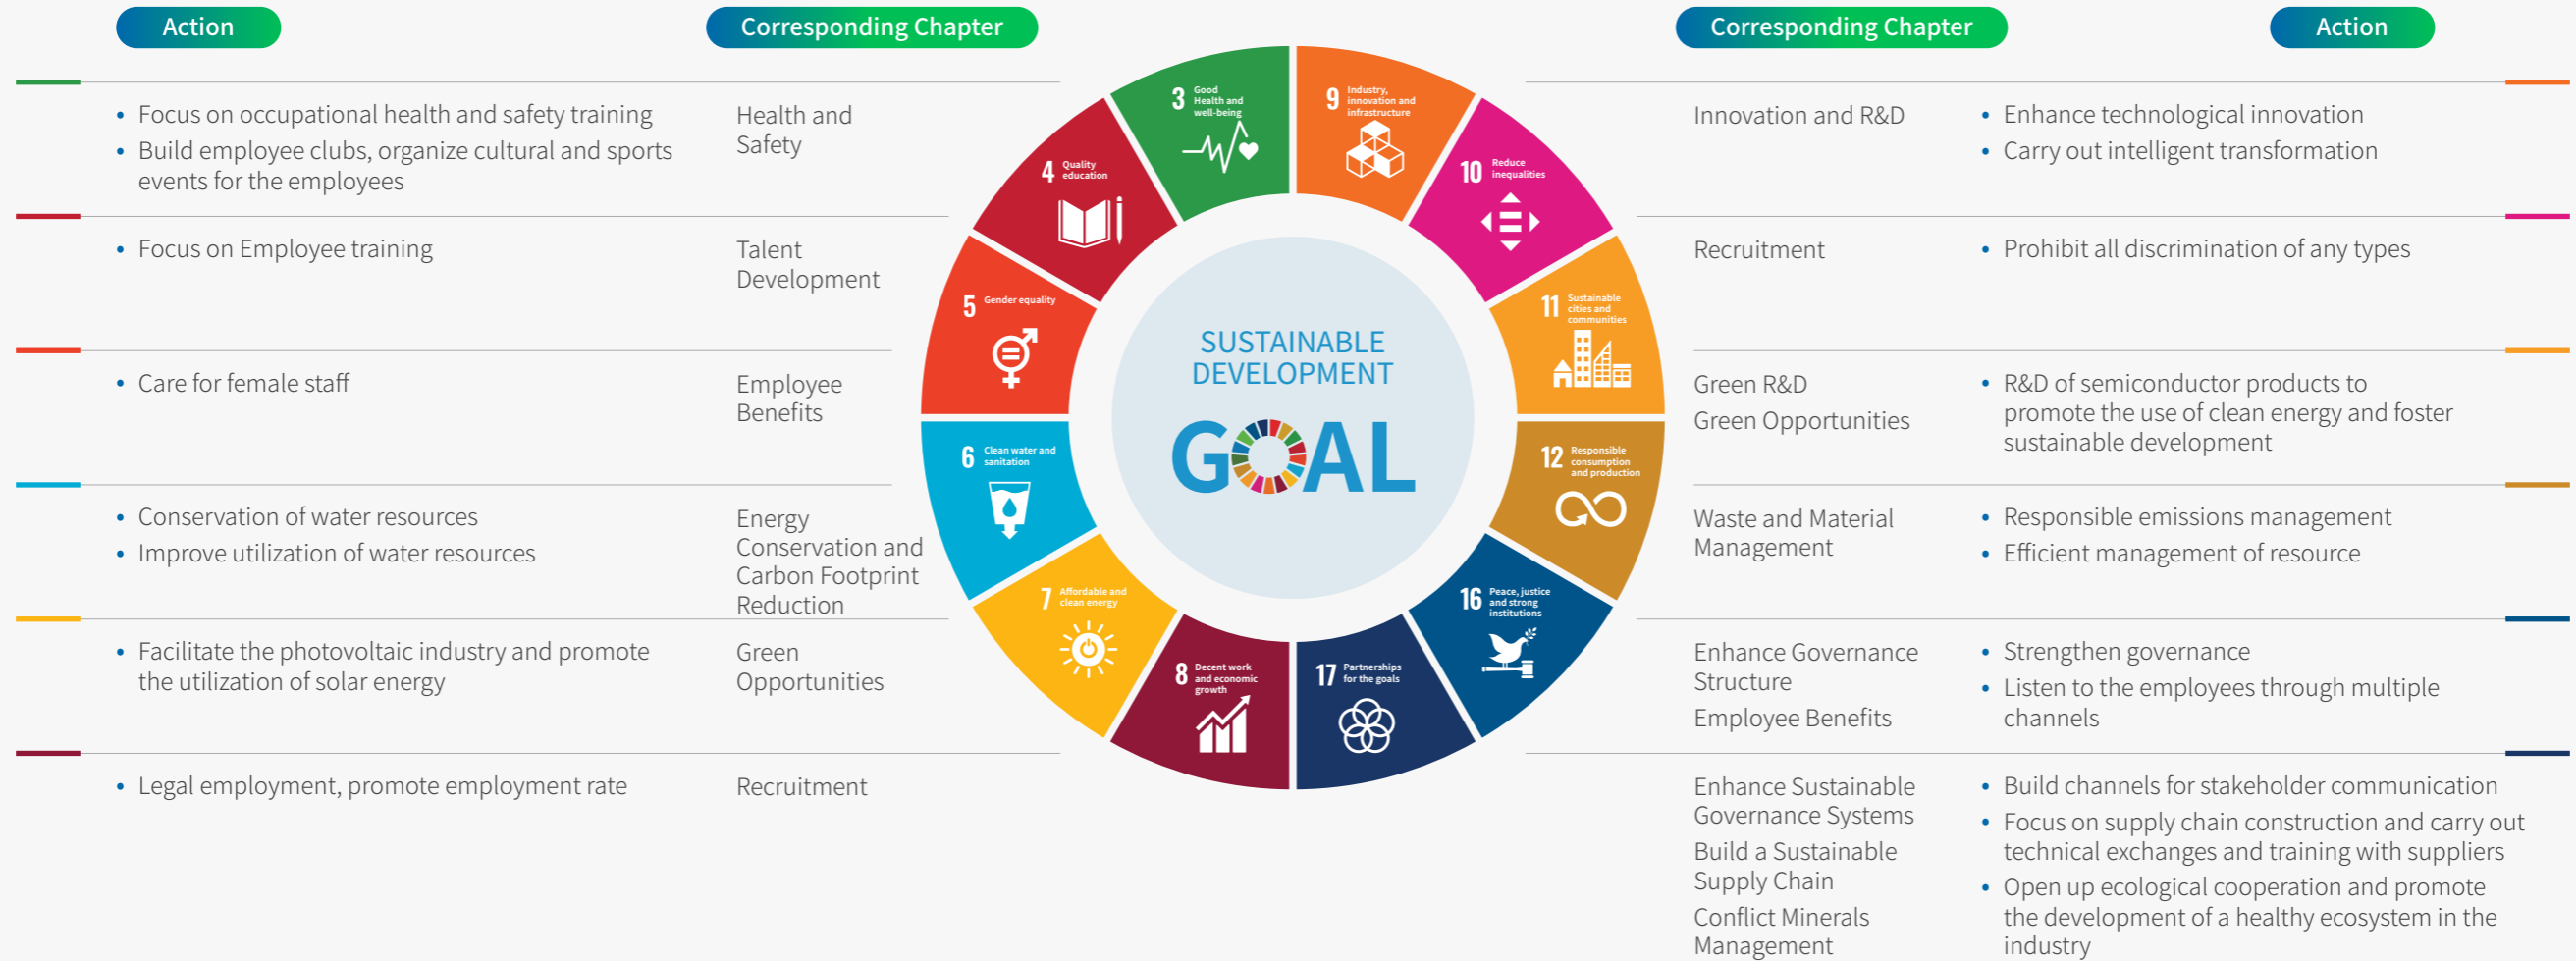 Action
Corresponding Chapter
Focus on occupational health and safety training
Build employee clubs, organize cultural and sports
events for the employees
Health and
Safety
Focus on Employee training
Talent
Development
Care for female staff
Employee
Benefits
Conservation of water resources
Improve utilization of water resources
Energy
Conservation and
Carbon Footprint
Reduction
Facilitate the photovoltaic industry and promote
the utilization of solar energy
Green
Opportunities
Legal employment, promote employment rate
Recruitment
3 Good
Health and
well-being
4 Quality
education
5 Gender equality
6 Clean water and
sanitation
7 Affordable and
clean energy
8 Decent work
and economic
growth
9 Industry,
innovation and
infrastructure
10 Reduce
inequalities
11 Sustainable
cities and
communities
12 Responsible
consumption
and production
16 Peace, justice
and strong
institutions
17 Partnerships
for the goals
SUSTAINABLE
DEVELOPMENT
GOAL
Corresponding Chapter
Action
Innovation and R&D
Enhance technological innovation
Carry out intelligent transformation
Recruitment
Prohibit all discrimination of any types
Green R&D
Green Opportunities
R&D of semiconductor products to
promote the use of clean energy and foster
sustainable development
Waste and Material
Management
Responsible emissions management
Efficient management of resource
Enhance Governance
Structure
Employee Benefits
Strengthen governance
Listen to the employees through multiple
channels
Enhance Sustainable
Governance Systems
Build a Sustainable
Supply Chain
Conflict Minerals
Management
Build channels for stakeholder communication
Focus on supply chain construction and carry out
technical exchanges and training with suppliers
Open up ecological cooperation and promote
the development of a healthy ecosystem in the
industry